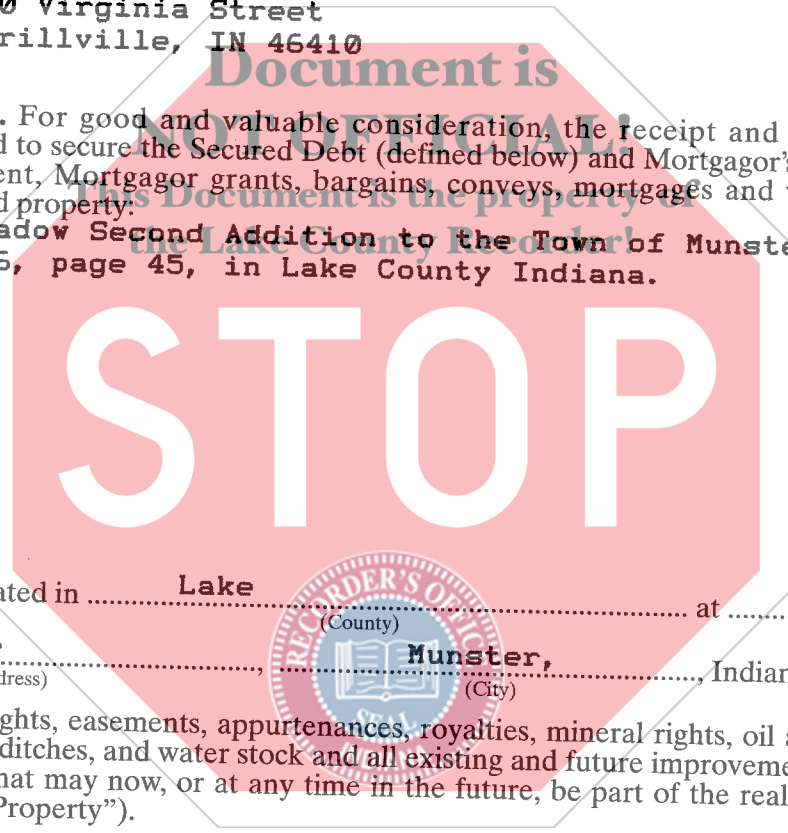 0 Virginia Street
rillville, IN 46410
Document is
NOT OFFICIAL!
. For good and valuable consideration, the receipt and
d to secure the Secured Debt (defined below) and Mortgagor's
ent, Mortgagor grants, bargains, conveys, mortgages and
This Document is the property of
d property:
the Lake County Recorder!
adow Second Addition to the Town of Munste
, page 45, in Lake County Indiana.
STOP
ated in Lake at
(County)
Munster, , Indian
dress) (City)
RECORDER'S OFFICE
SEAL
INDIANA
ghts, easements, appurtenances, royalties, mineral rights, oil a
ditches, and water stock and all existing and future improveme
hat may now, or at any time in the future, be part of the real
Property").